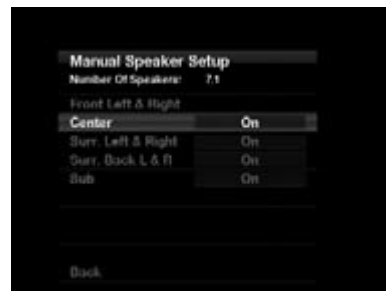 Manual Speaker Setup
Number Of Speakers: 7.1
Front Left & Right
Center On
Surr. Left & Right On
Surr. Back L & R On
Sub On
Back